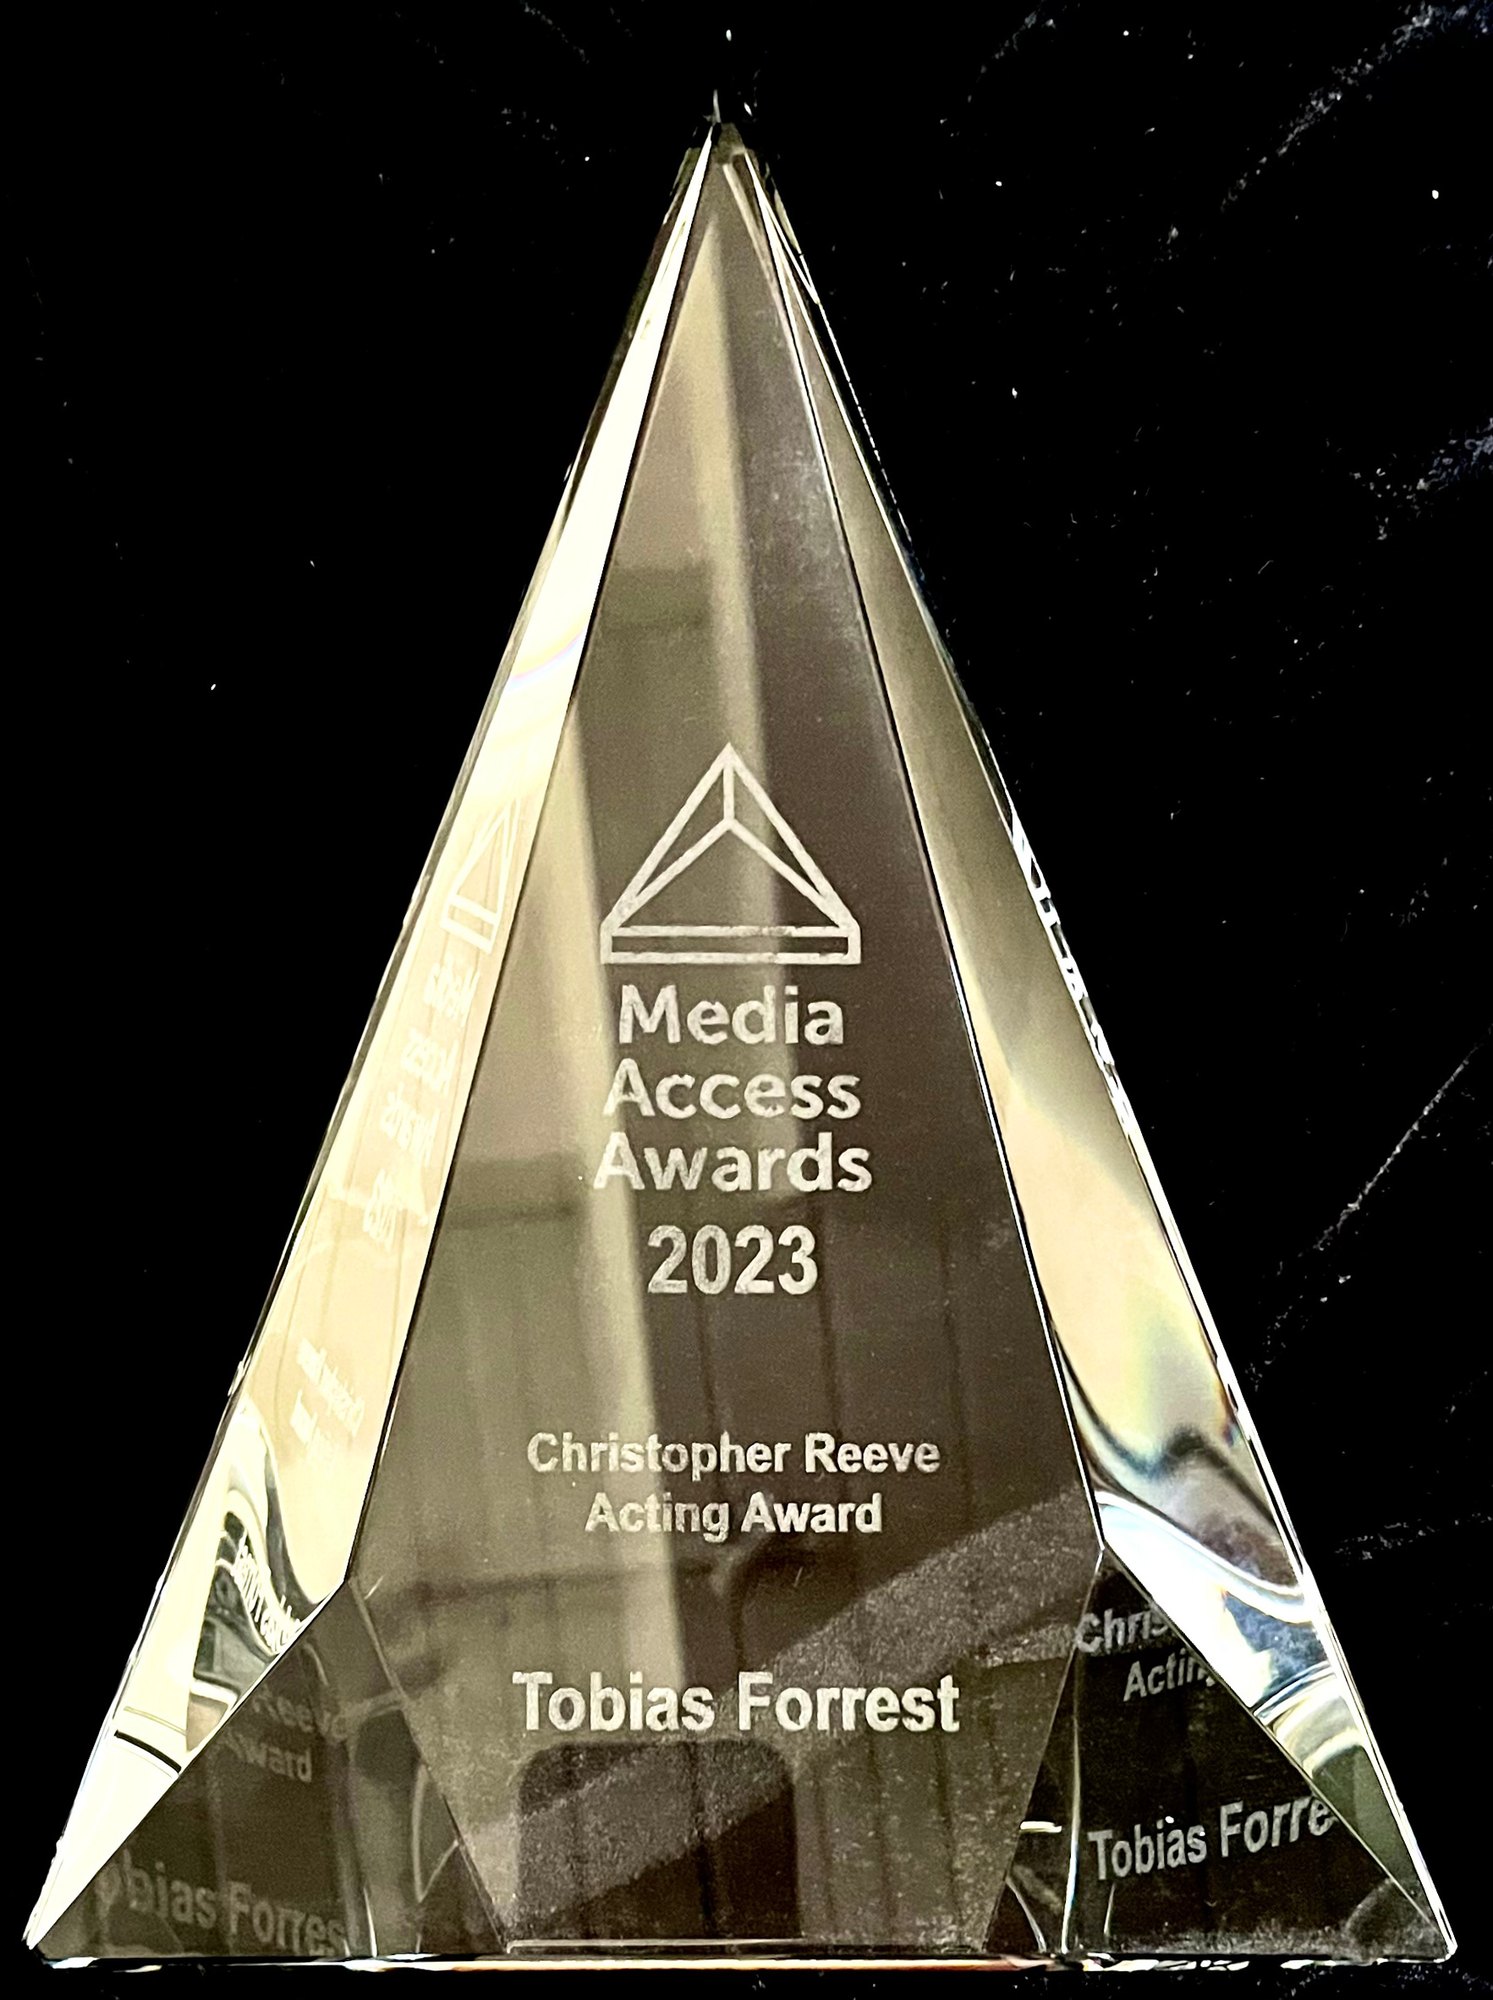 Media
Access
Awards
2023
Christopher Reeve
Acting Award
Tobias Forrest